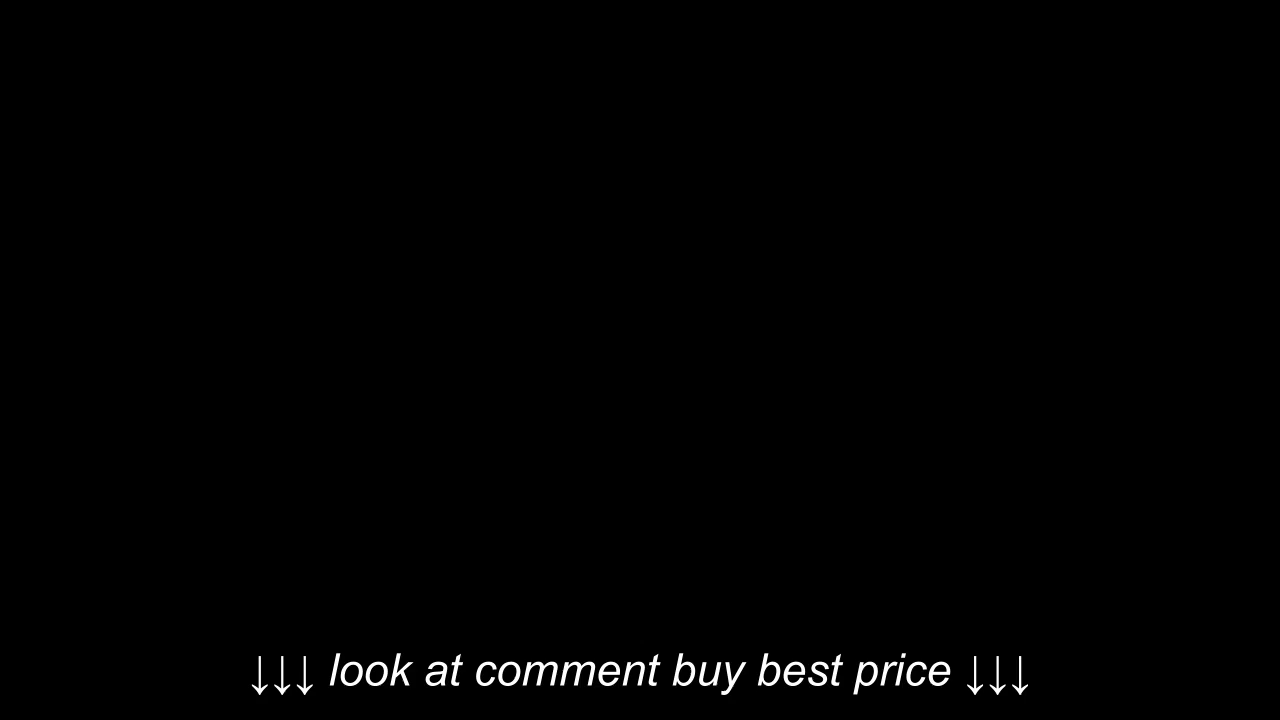 ↓↓↓ look at comment buy best price ↓↓↓